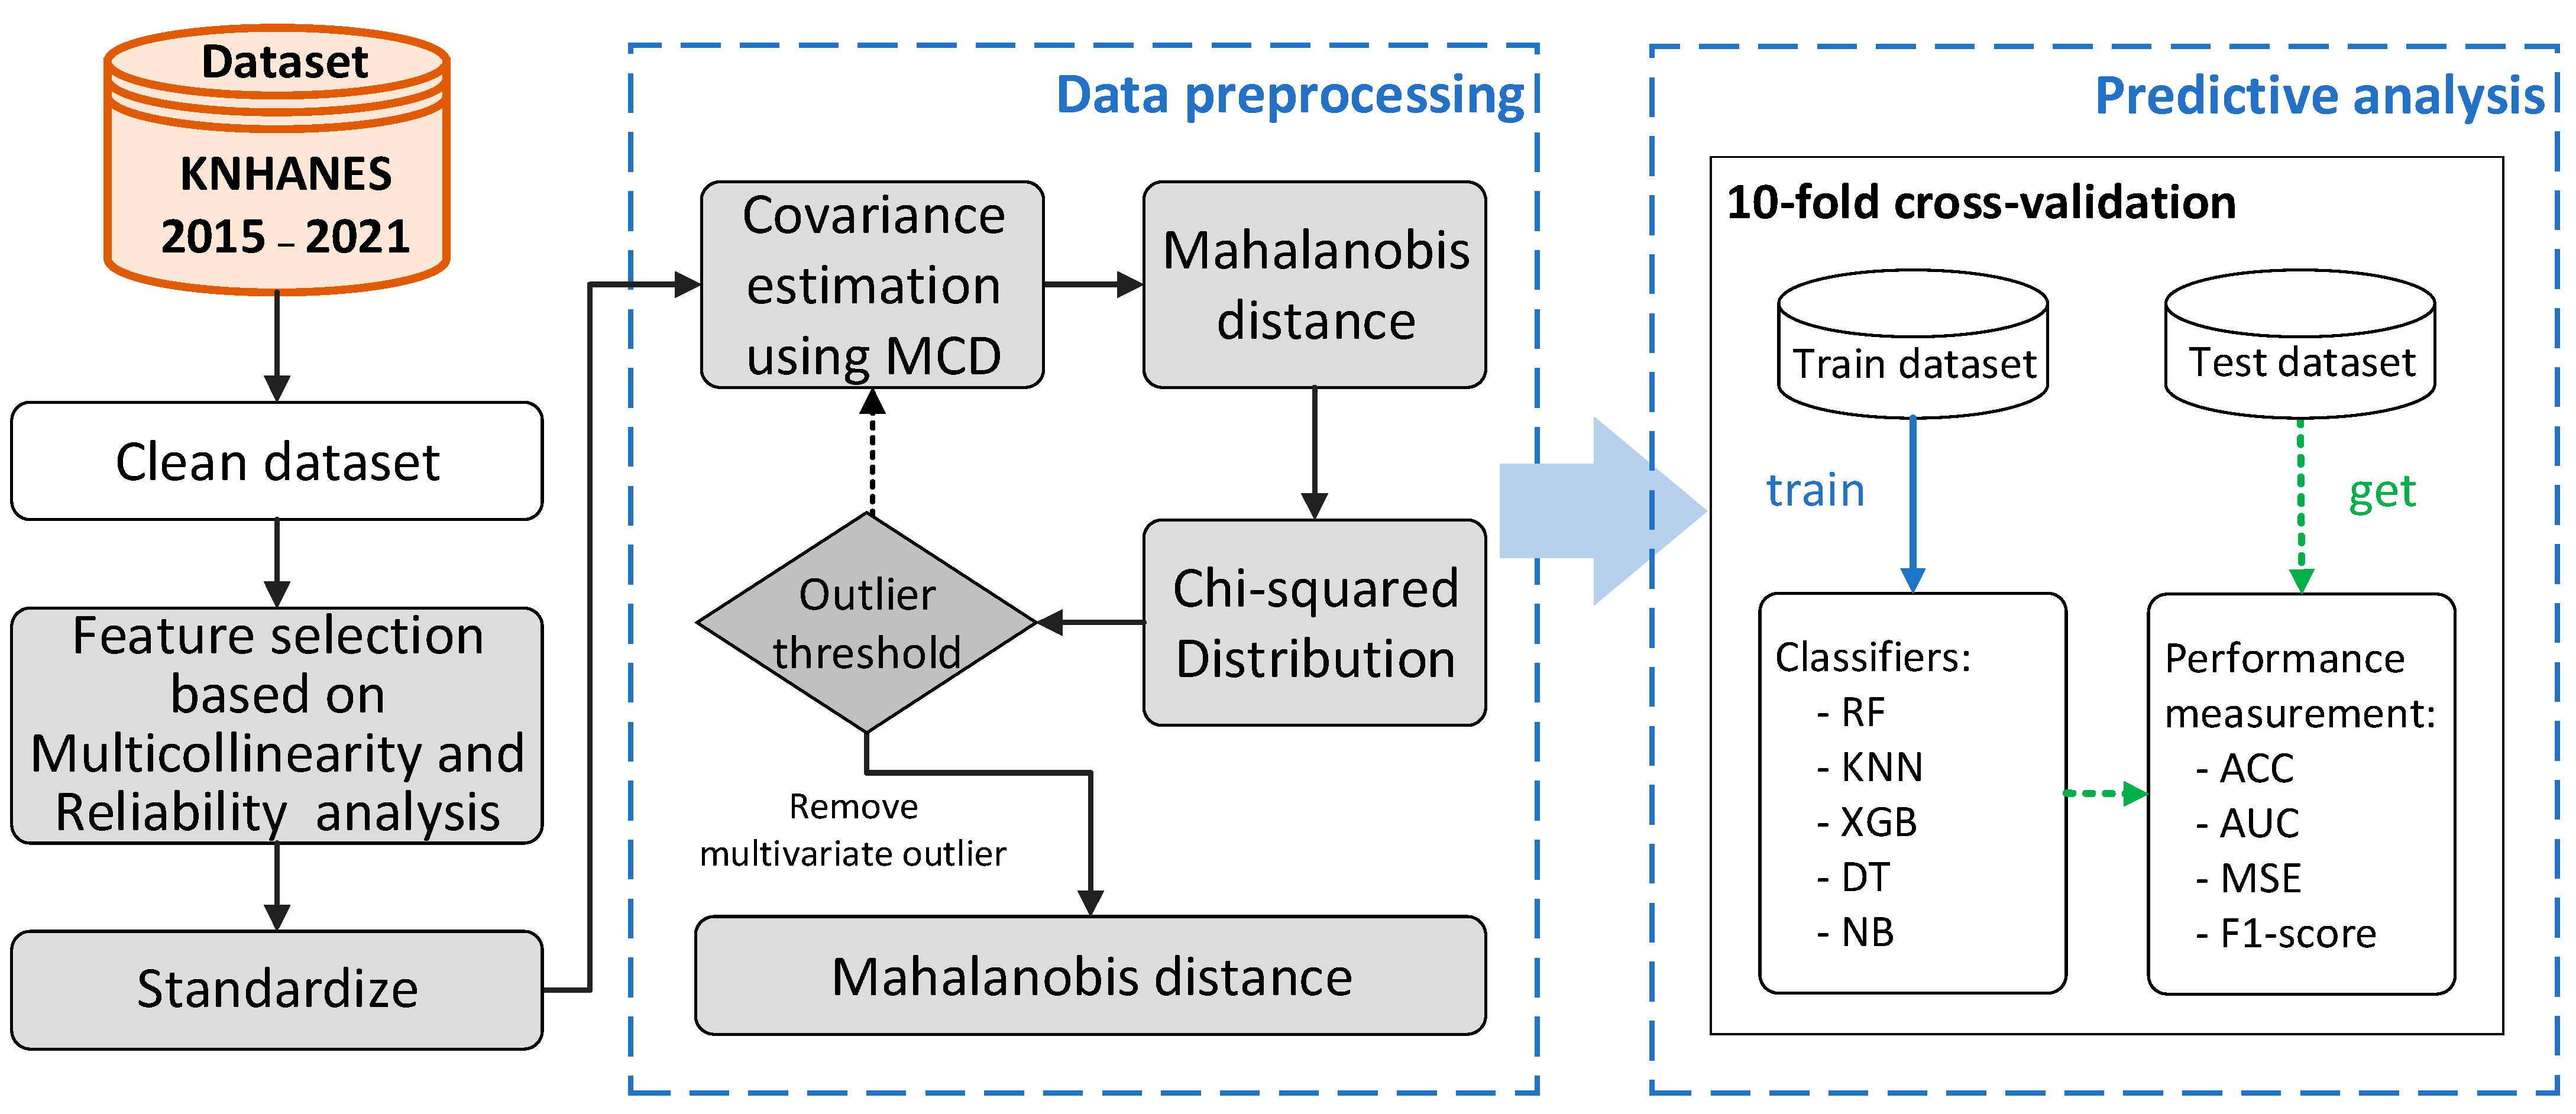 Dataset
KNHANES
2015 – 2021
Clean dataset
Feature selection
based on
Multicollinearity and
Reliability analysis
Standardize
Data preprocessing
Covariance
estimation
using MCD
Mahalanobis
distance
Chi-squared
Distribution
Outlier
threshold
Remove
multivariate outlier
Mahalanobis distance
Predictive analysis
10-fold cross-validation
Train dataset
Test dataset
train
get
Classifiers:
- RF
- KNN
- XGB
- DT
- NB
Performance
measurement:
- ACC
- AUC
- MSE
- F1-score